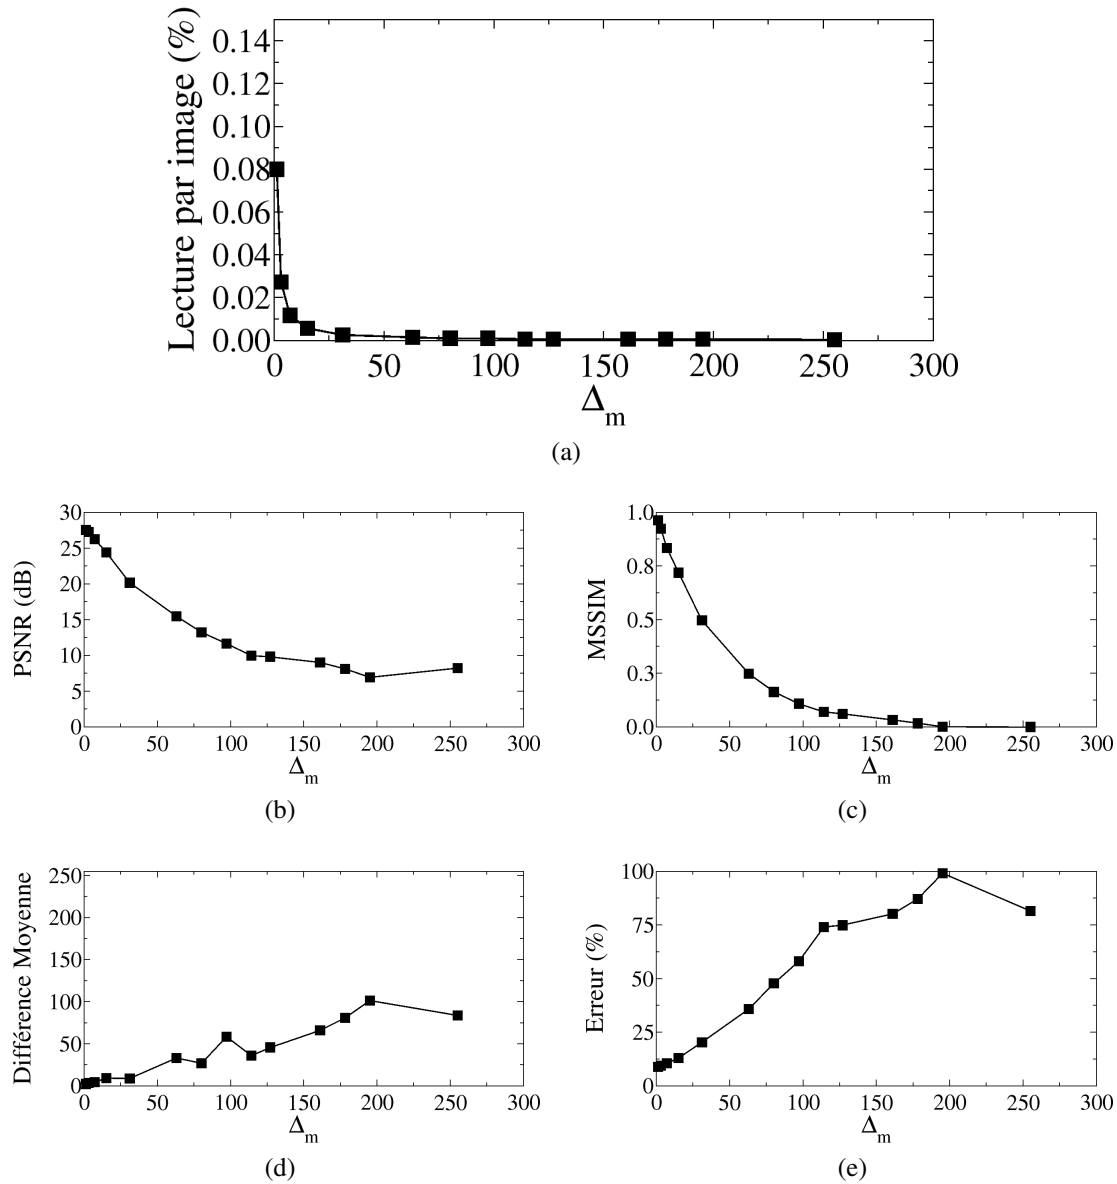 Lecture par image (%)
0.14
0.12
0.10
0.08
0.06
0.04
0.02
0.00
0 50 100 150 200 250 300
Δm
(a)
PSNR (dB)
30
25
20
15
10
5
0
0 50 100 150 200 250 300
Δm
(b)
MSSIM
1.0
0.8
0.5
0.3
0.0
0 50 100 150 200 250 300
Δm
(c)
Différence Moyenne
250
200
150
100
50
0
0 50 100 150 200 250 300
Δm
(d)
Erreur (%)
100
75
50
25
0
0 50 100 150 200 250 300
Δm
(e)